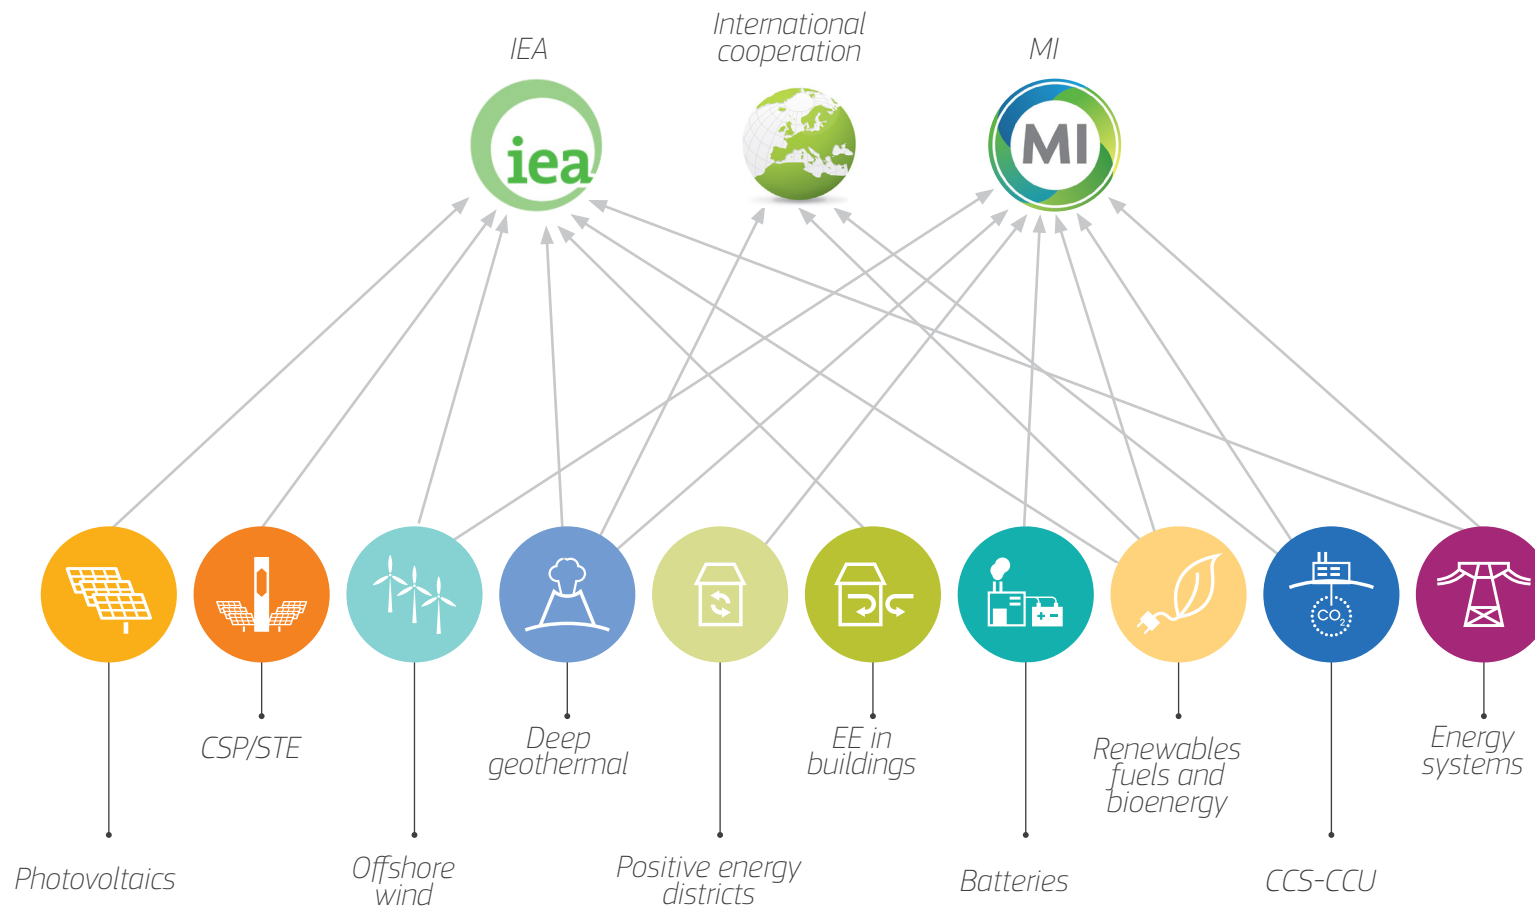 IEA
International
cooperation
MI
iea
MI
CO2
CSP/STE
Deep
geothermal
EE in
buildings
Renewables
fuels and
bioenergy
Energy
systems
Photovoltaics
Offshore
wind
Positive energy
districts
Batteries
CCS-CCU